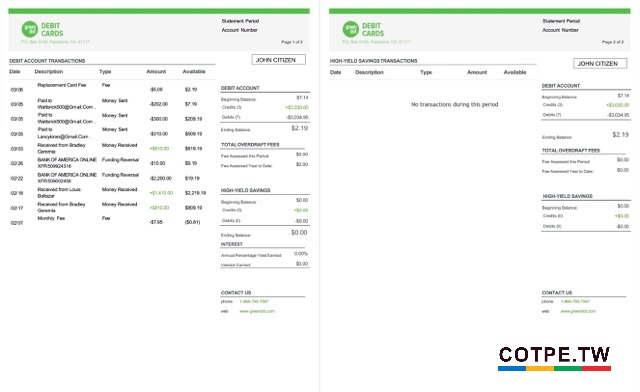 green dot
DEBIT
CARDS
P.O. Box 5100, Pasadena, CA, 91117
Statement Period
Account Number
Page 1 of 2
JOHN CITIZEN
DEBIT ACCOUNT TRANSACTIONS
Date Description Type Amount Available
03/06 Replacement Card Fee Fee -$5.00 $2.19
03/05 Paid to Money Sent -$202.00 $7.19
Wattsnick500@Gmail.Com .
03/05 Paid to Money Sent -$300.00 $209.19
Wattsnick500@Gmail.Com .
03/05 Paid to Money Sent -$310.00 $509.19
Lancykiran@Gmail.Com .
03/03 Received from Bradley Money Received +$810.00 $819.19
Geremia
02/26 BANK OF AMERICA ONLINE Funding Reversal -$10.00 $9.19
02/22 BANK OF AMERICA ONLINE Funding Reversal -$2,200.00 $19.19
02/18 Received from Louis Money Received +$1,410.00 $2,219.19
Baltazar
02/17 Received from Bradley Money Received +$810.00 $809.19
Geremia
02/07 Monthly Fee Fee -$7.95 ($0.81)
DEBIT ACCOUNT
Beginning Balance: $7.14
Credits (3) +$3,030.00
Debits (7) -$3,034.95
Ending Balance: $2.19
TOTAL OVERDRAFT FEES
Fee Assessed this Period: $0.00
Fee Assessed Year to Date: $0.00
HIGH-YIELD SAVINGS
Beginning Balance: $0.00
Credits (0) +$0.00
Debits (0) -$0.00
Ending Balance: $0.00
INTEREST
Annual Percentage Yield Earned 0.00%
Interest Earned: $0.00
CONTACT US
phone 1-866-795-7597
web www.greendot.com
green dot
DEBIT
CARDS
P.O. Box 5100, Pasadena, CA, 91117
Statement Period
Account Number
Page 2 of 2
JOHN CITIZEN
HIGH-YIELD SAVINGS TRANSACTIONS
Date Description Type Amount Available
No transactions during this period
DEBIT ACCOUNT
Beginning Balance: $7.14
Credits (3) +$3,030.00
Debits (7) -$3,034.95
Ending Balance: $2.19
TOTAL OVERDRAFT FEES
Fee Assessed this Period: $0.00
Fee Assessed Year to Date: $0.00
HIGH-YIELD SAVINGS
Beginning Balance: $0.00
Credits (0) +$0.00
Debits (0) -$0.00
Ending Balance: $0.00
CONTACT US
phone 1-866-795-7597
web www.greendot.com
COTPE.TW